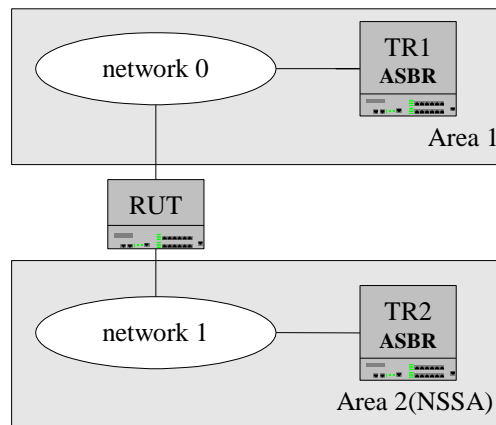 network 0
TR1
ASBR
Area 1
RUT
network 1
TR2
ASBR
Area 2(NSSA)